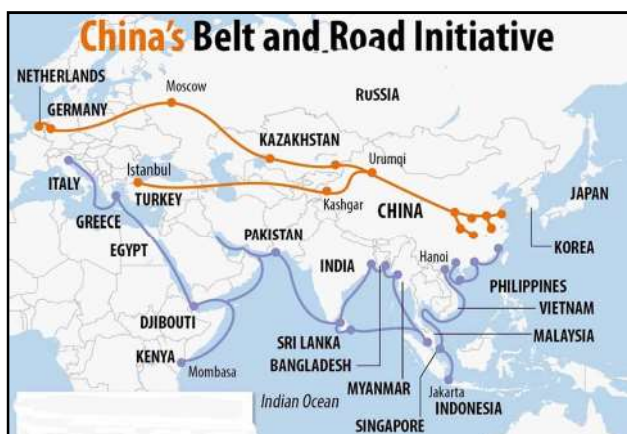 China's Belt and Road Initiative
NETHERLANDS
GERMANY
Moscow
RUSSIA
KAZAKHSTAN
Urumqi
ITALY
Istanbul
TURKEY
Kashgar
CHINA
JAPAN
GREECE
EGYPT
PAKISTAN
INDIA
Hanoi
KOREA
PHILIPPINES
VIETNAM
DJIBOUTI
SRI LANKA
MALAYSIA
BANGLADESH
KENYA
Mombasa
MYANMAR
Jakarta
Indian Ocean
INDONESIA
SINGAPORE